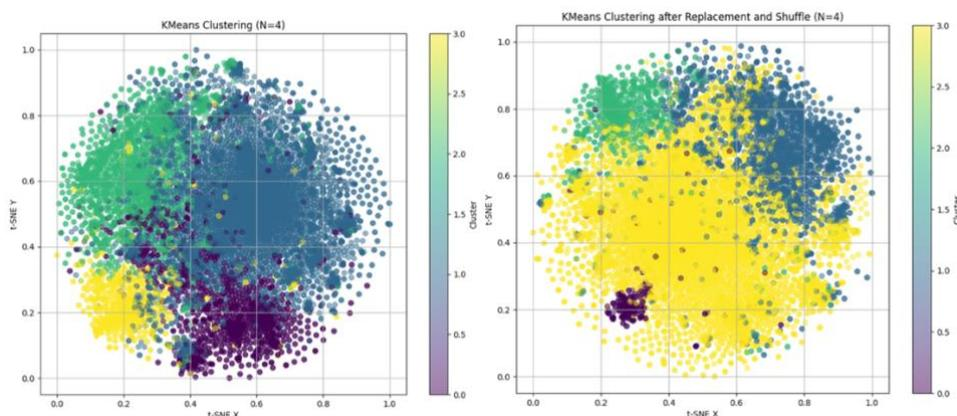 KMeans Clustering (N=4)
1.0
0.8
0.6
0.4
0.2
0.0
t-SNE Y
0.0 0.2 0.4 0.6 0.8 1.0
t-SNE X
3.0
2.5
2.0
1.5
1.0
0.5
0.0
Cluster
KMeans Clustering after Replacement and Shuffle (N=4)
1.0
0.8
0.6
0.4
0.2
0.0
t-SNE Y
0.0 0.2 0.4 0.6 0.8 1.0
t-SNE X
3.0
2.5
2.0
1.5
1.0
0.5
0.0
Cluster